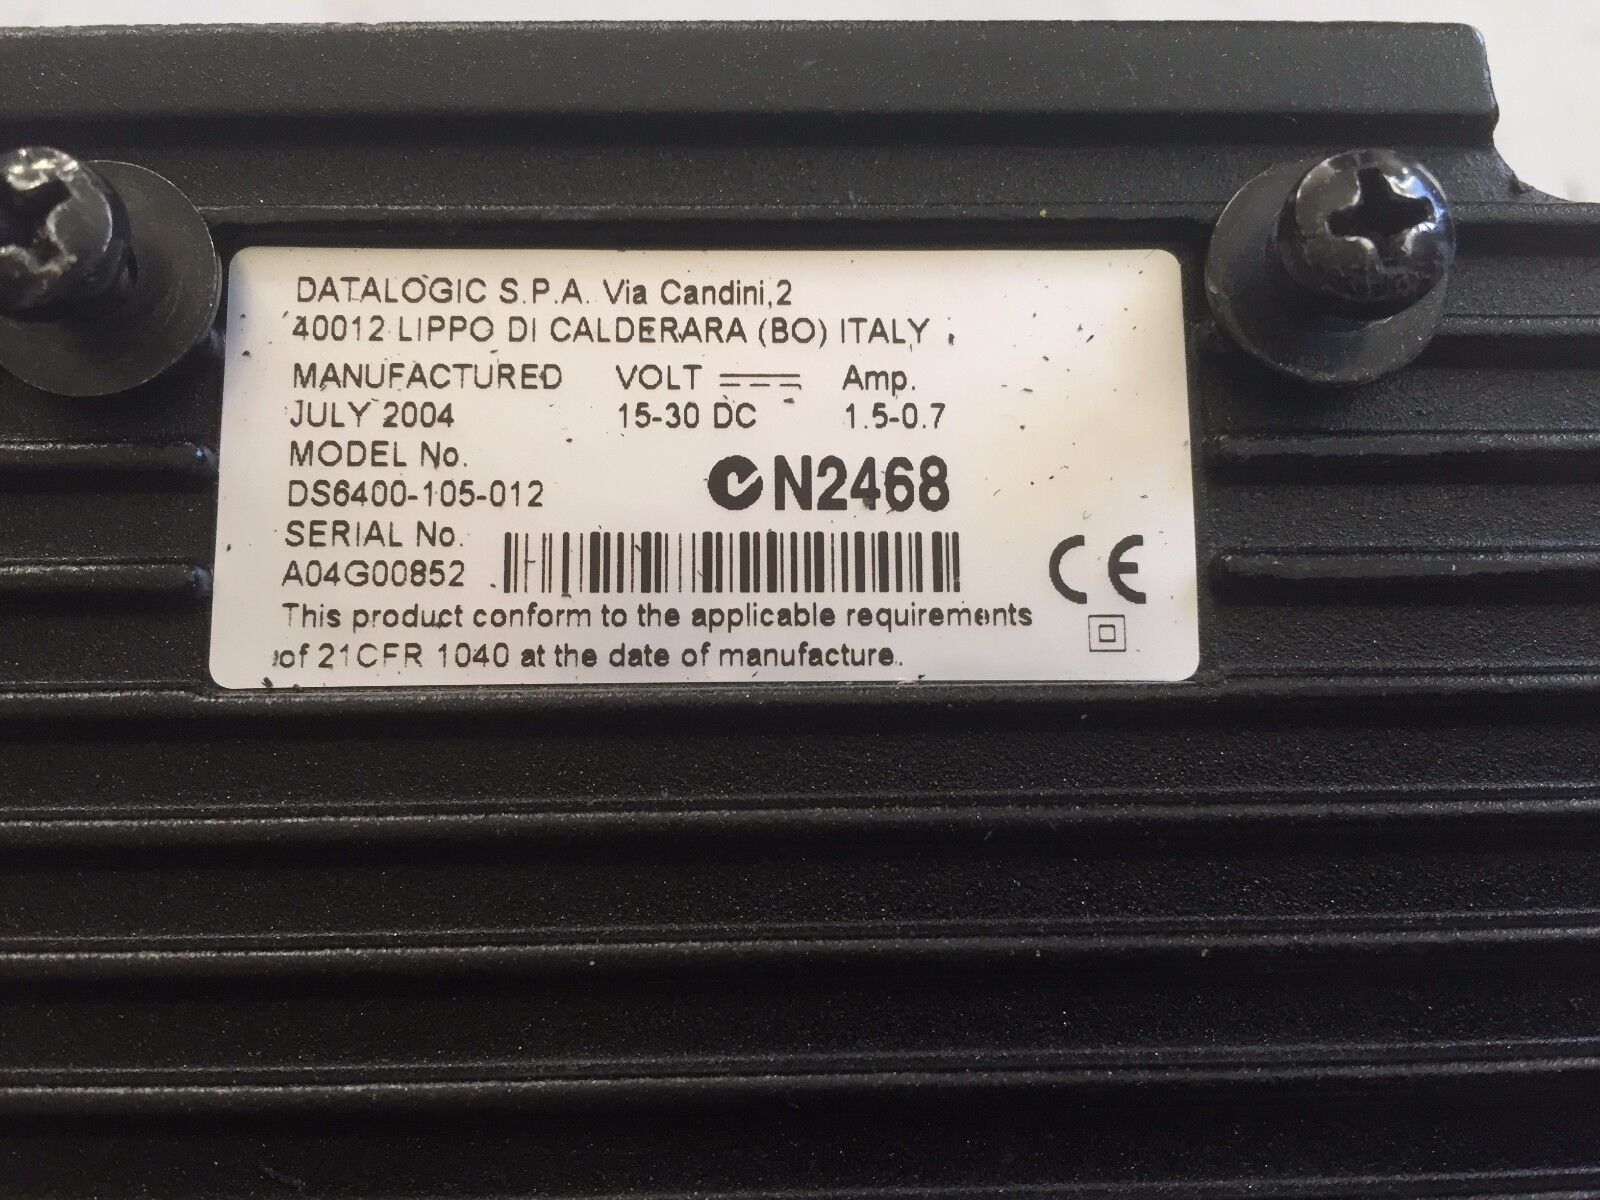 DATALOGIC S.P.A. Via Candini,2
40012 LIPPO DI CALDERARA (BO) ITALY
MANUFACTURED VOLT Amp.
JULY 2004 15-30 DC 1.5-0.7
MODEL No.
DS6400-105-012 N2468
SERIAL No.
A04G00852 CE
This product conform to the applicable requirements
of 21CFR 1040 at the date of manufacture.